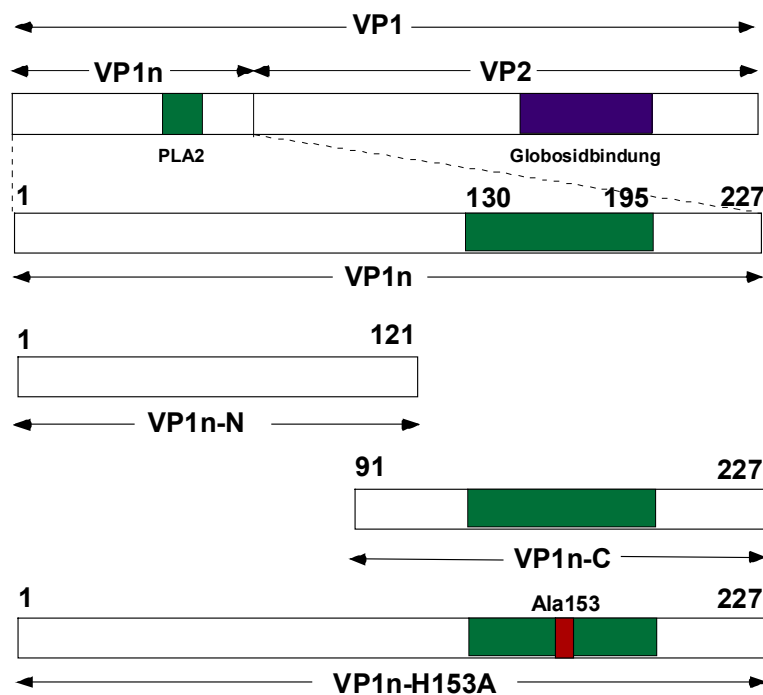 VP1
VP1n VP2
PLA2 Globosidbindung
1 130 195 227
VP1n
1 121
VP1n-N
91 227
VP1n-C
1 Ala153 227
VP1n-H153A